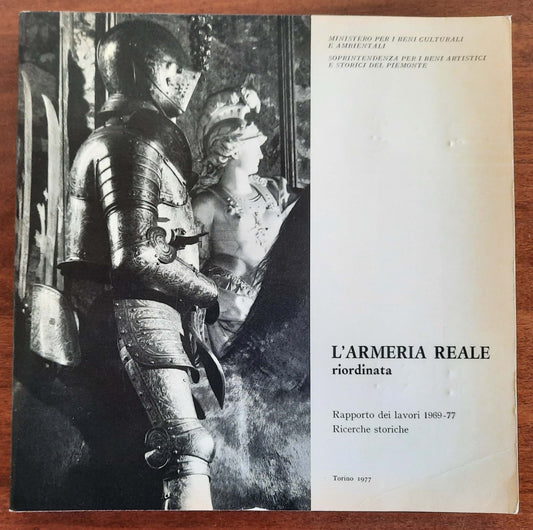 MINISTERO PER I BENI CULTURALI
E AMBIENTALI
SOPRINTENDENZA PER I BENI ARTISTICI
E STORICI DEL PIEMONTE
L'ARMERIA REALE
riordinata
Rapporto dei lavori 1969-77
Ricerche storiche
Torino 1977